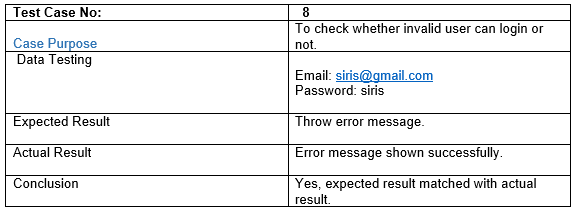 Test Case No: 8
Case Purpose To check whether invalid user can login or
not.
Data Testing
Email: siris@gmail.com
Password: siris
Expected Result Throw error message.
Actual Result Error message shown successfully.
Conclusion Yes, expected result matched with actual
result.